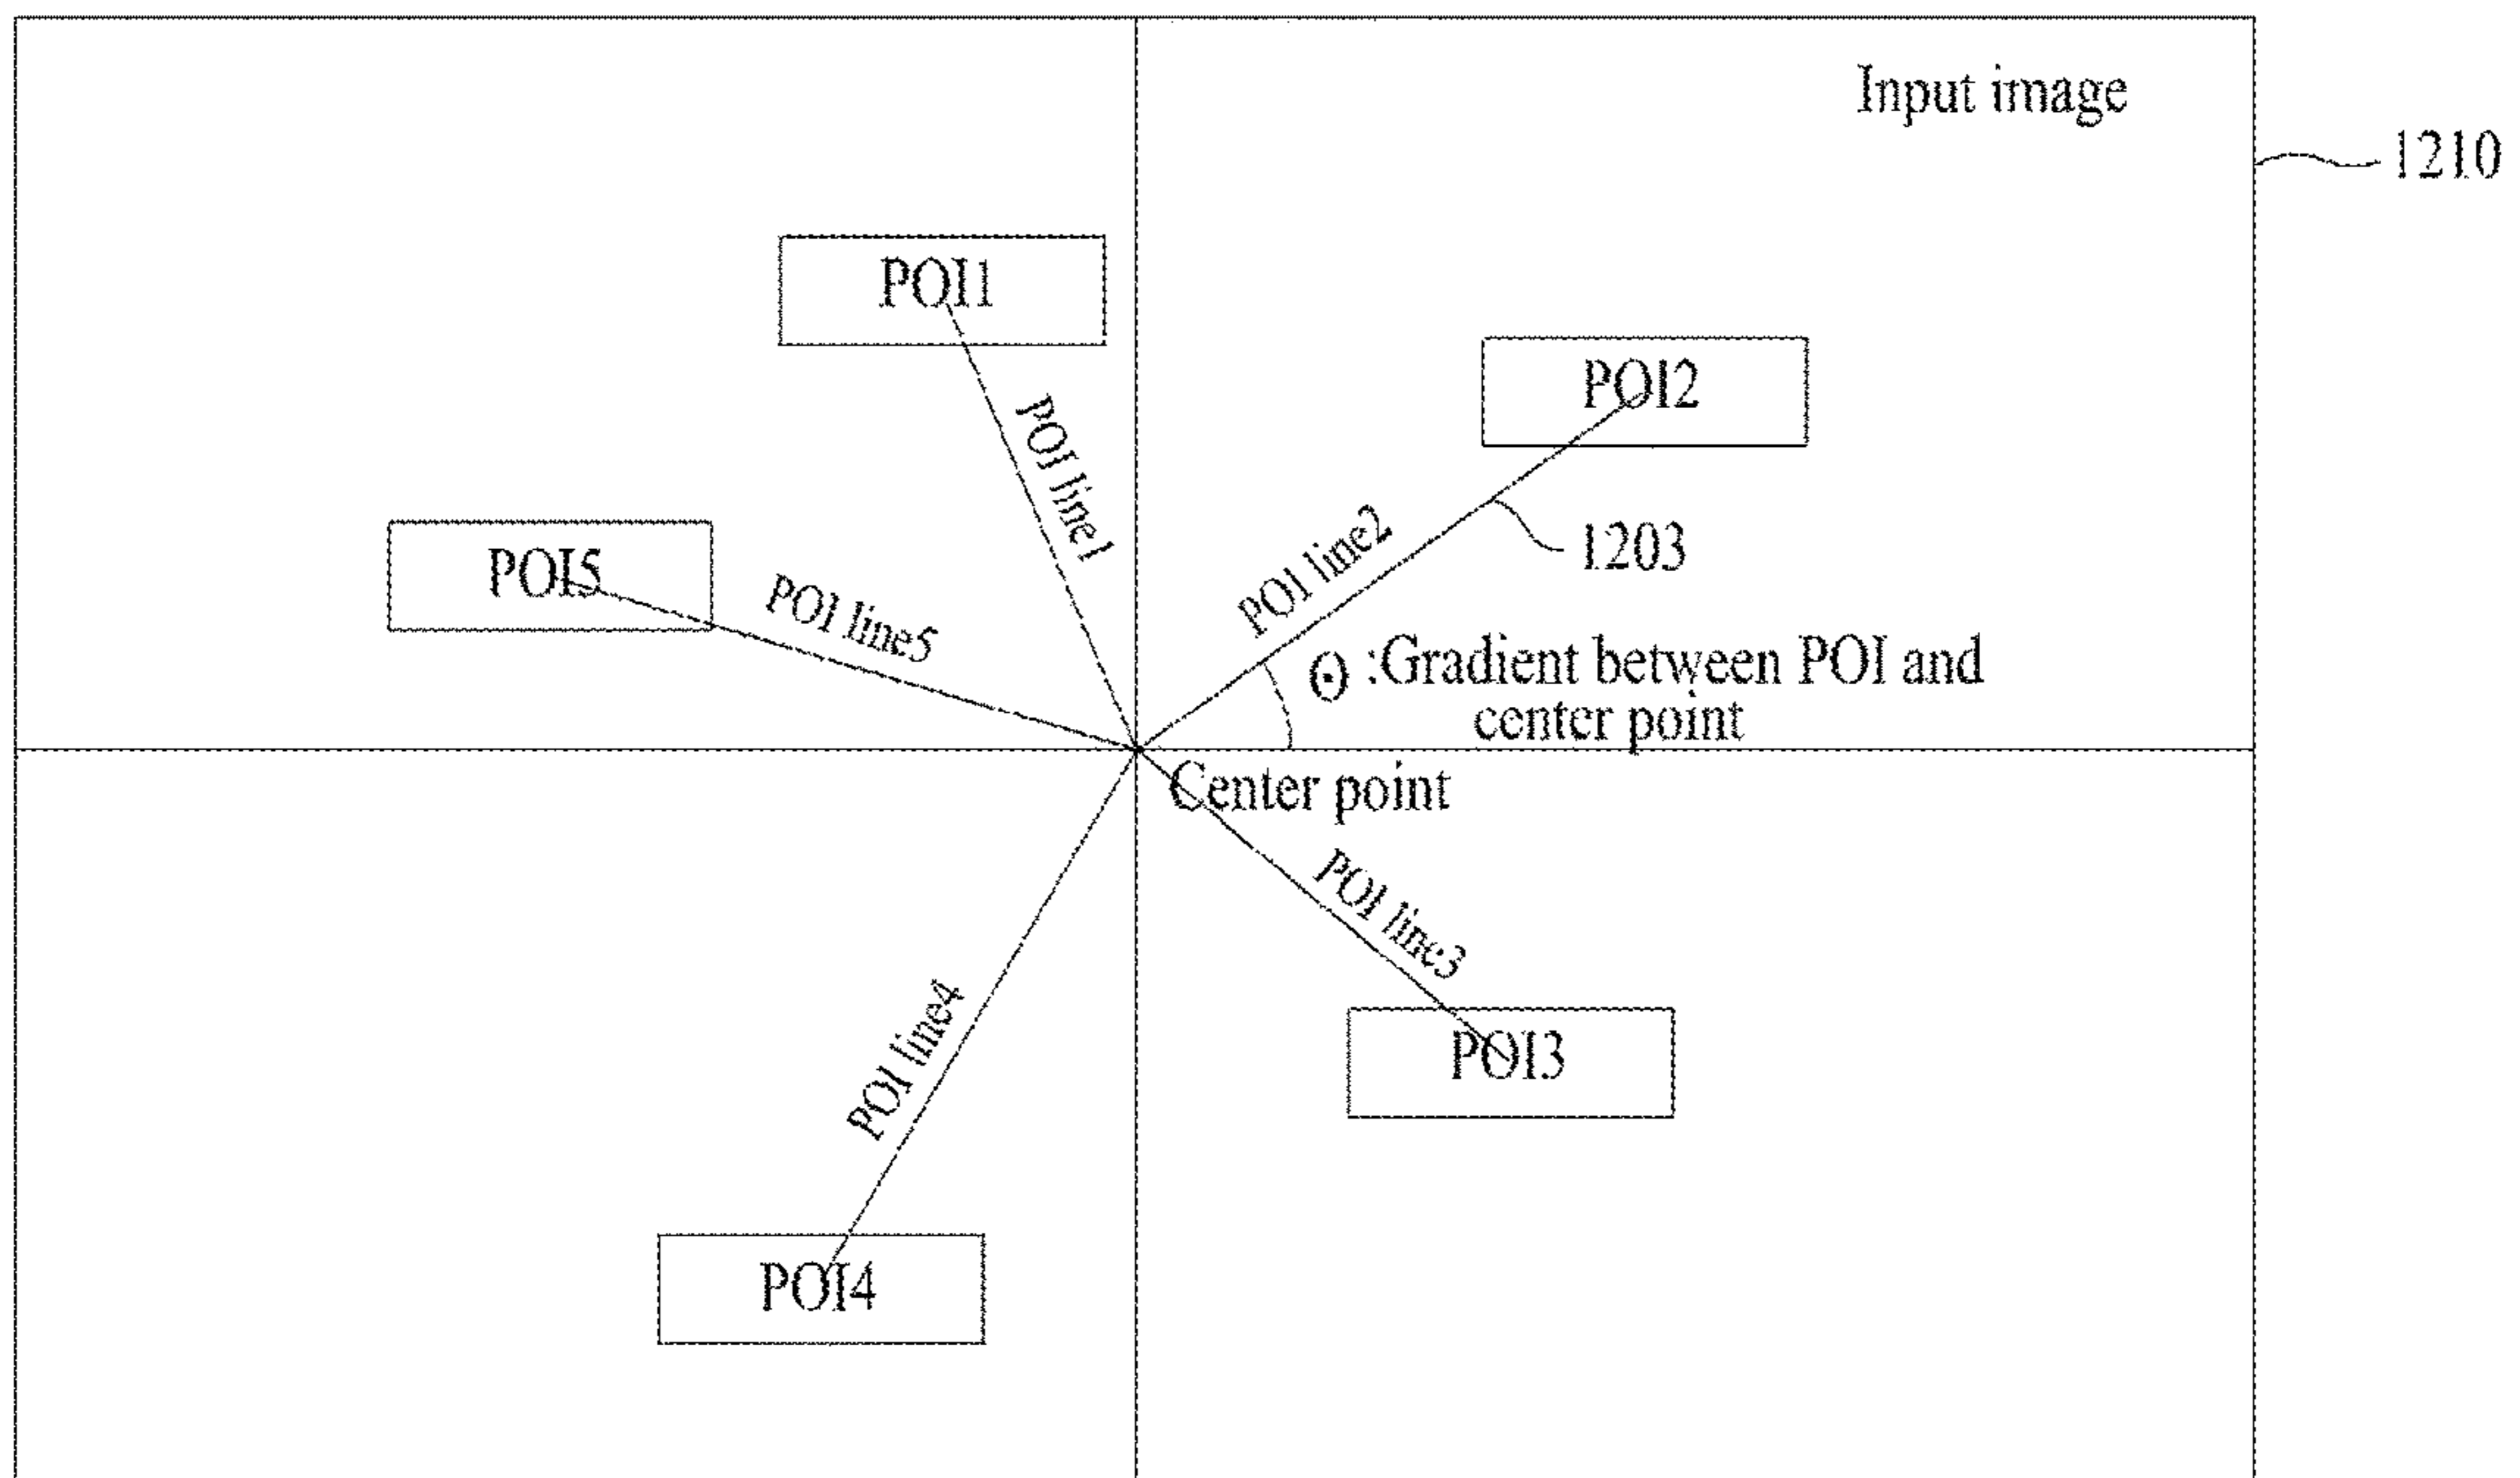 Input image
1210
POI1
POI2
POI line1
1203
POI5
POI line5
POI line2
⊙ :Gradient between POI and
center point
Center point
POI line3
POI line4
POI3
POI4